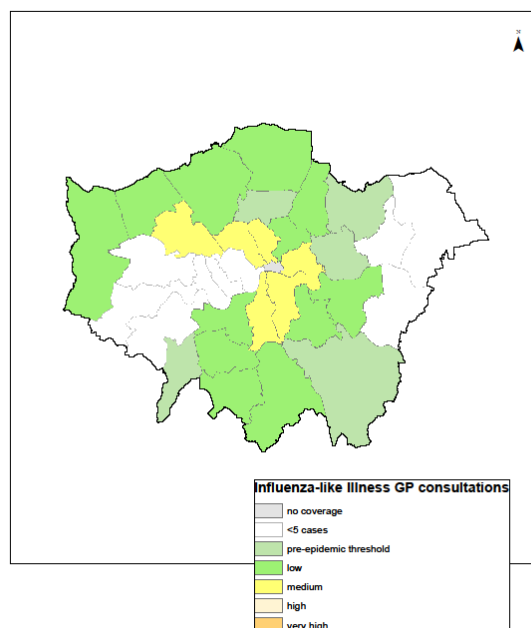 N
Influenza-like Illness GP consultations
no coverage
<5 cases
pre-epidemic threshold
low
medium
high
very high